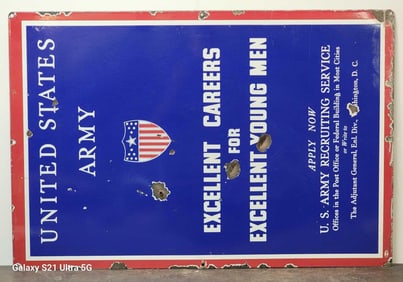 UNITED STATES
ARMY
EXCELLENT CAREERS
FOR
EXCELLENT YOUNG MEN
APPLY NOW
U. S. ARMY RECRUITING SERVICE
Offices in the Post Office or Federal Building in Most Cities
or Write to
The Adjutant General, Enl. Div., Washington, D. C.
Galaxy S21 Ultra 5G